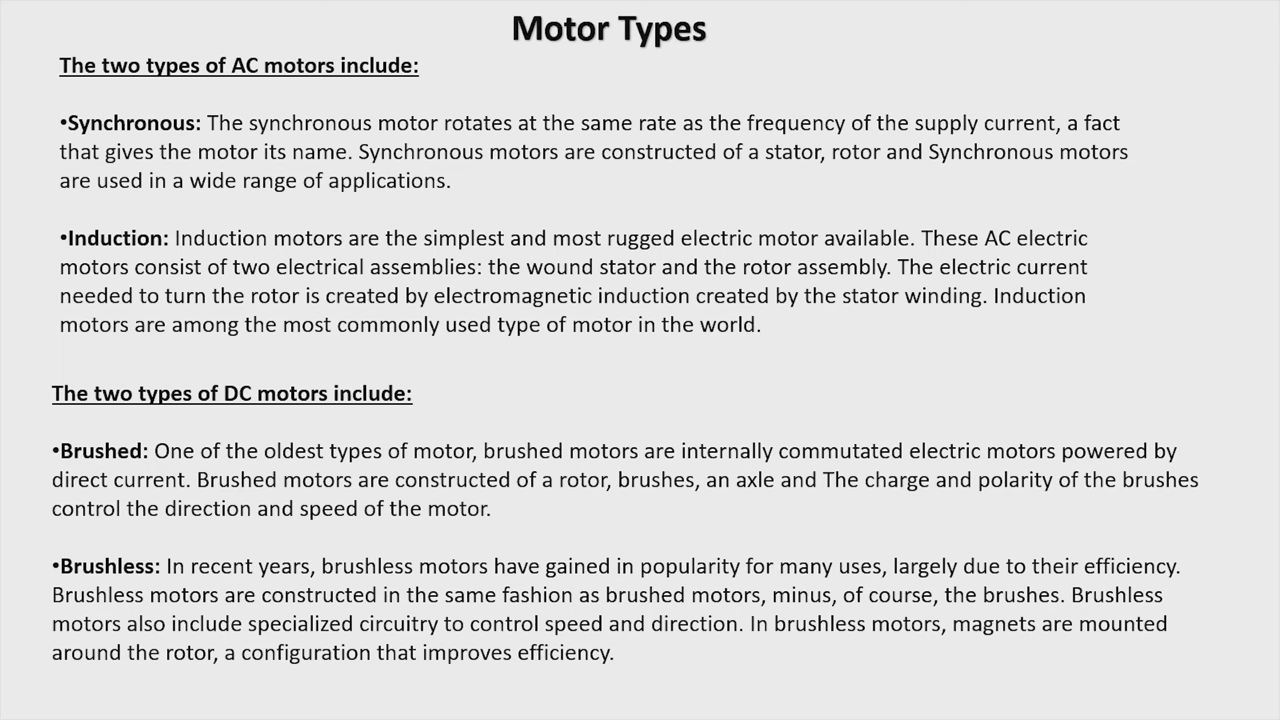 Motor Types
The two types of AC motors include:
•Synchronous: The synchronous motor rotates at the same rate as the frequency of the supply current, a fact
that gives the motor its name. Synchronous motors are constructed of a stator, rotor and Synchronous motors
are used in a wide range of applications.
•Induction: Induction motors are the simplest and most rugged electric motor available. These AC electric
motors consist of two electrical assemblies: the wound stator and the rotor assembly. The electric current
needed to turn the rotor is created by electromagnetic induction created by the stator winding. Induction
motors are among the most commonly used type of motor in the world.
The two types of DC motors include:
•Brushed: One of the oldest types of motor, brushed motors are internally commutated electric motors powered by
direct current. Brushed motors are constructed of a rotor, brushes, an axle and The charge and polarity of the brushes
control the direction and speed of the motor.
•Brushless: In recent years, brushless motors have gained in popularity for many uses, largely due to their efficiency.
Brushless motors are constructed in the same fashion as brushed motors, minus, of course, the brushes. Brushless
motors also include specialized circuitry to control speed and direction. In brushless motors, magnets are mounted
around the rotor, a configuration that improves efficiency.